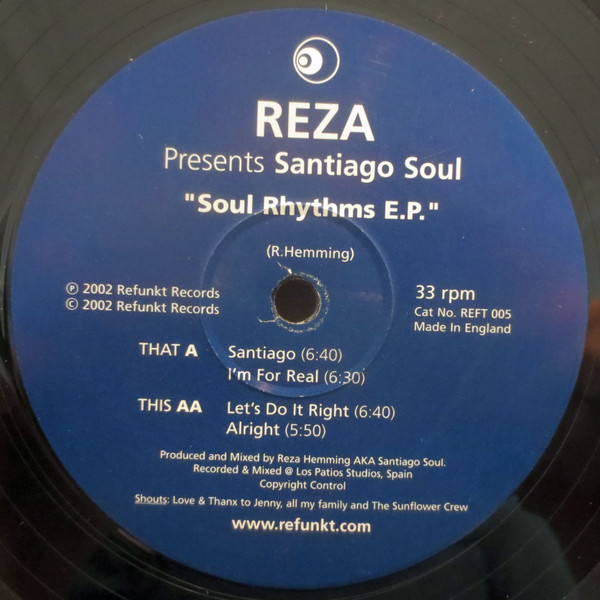 REZA
Presents Santiago Soul
"Soul Rhythms E.P."
(R.Hemming)
℗ 2002 Refunkt Records
© 2002 Refunkt Records
33 rpm
Cat No. REFT 005
Made In England
THAT A Santiago (6:40)
I'm For Real (6:30)
THIS AA Let's Do It Right (6:40)
Alright (5:50)
Produced and Mixed by Reza Hemming AKA Santiago Soul.
Recorded & Mixed @ Los Patios Studios, Spain
Copyright Control
Shouts: Love & Thanx to Jenny, all my family and The Sunflower Crew
www.refunkt.com